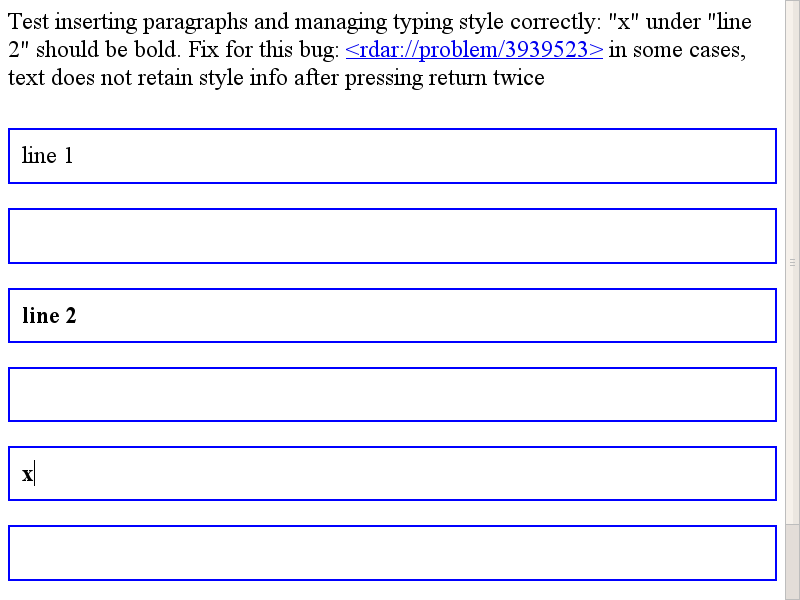 Test inserting paragraphs and managing typing style correctly: "x" under "line
2" should be bold. Fix for this bug: <rdar://problem/3939523> in some cases,
text does not retain style info after pressing return twice
line 1
line 2
x